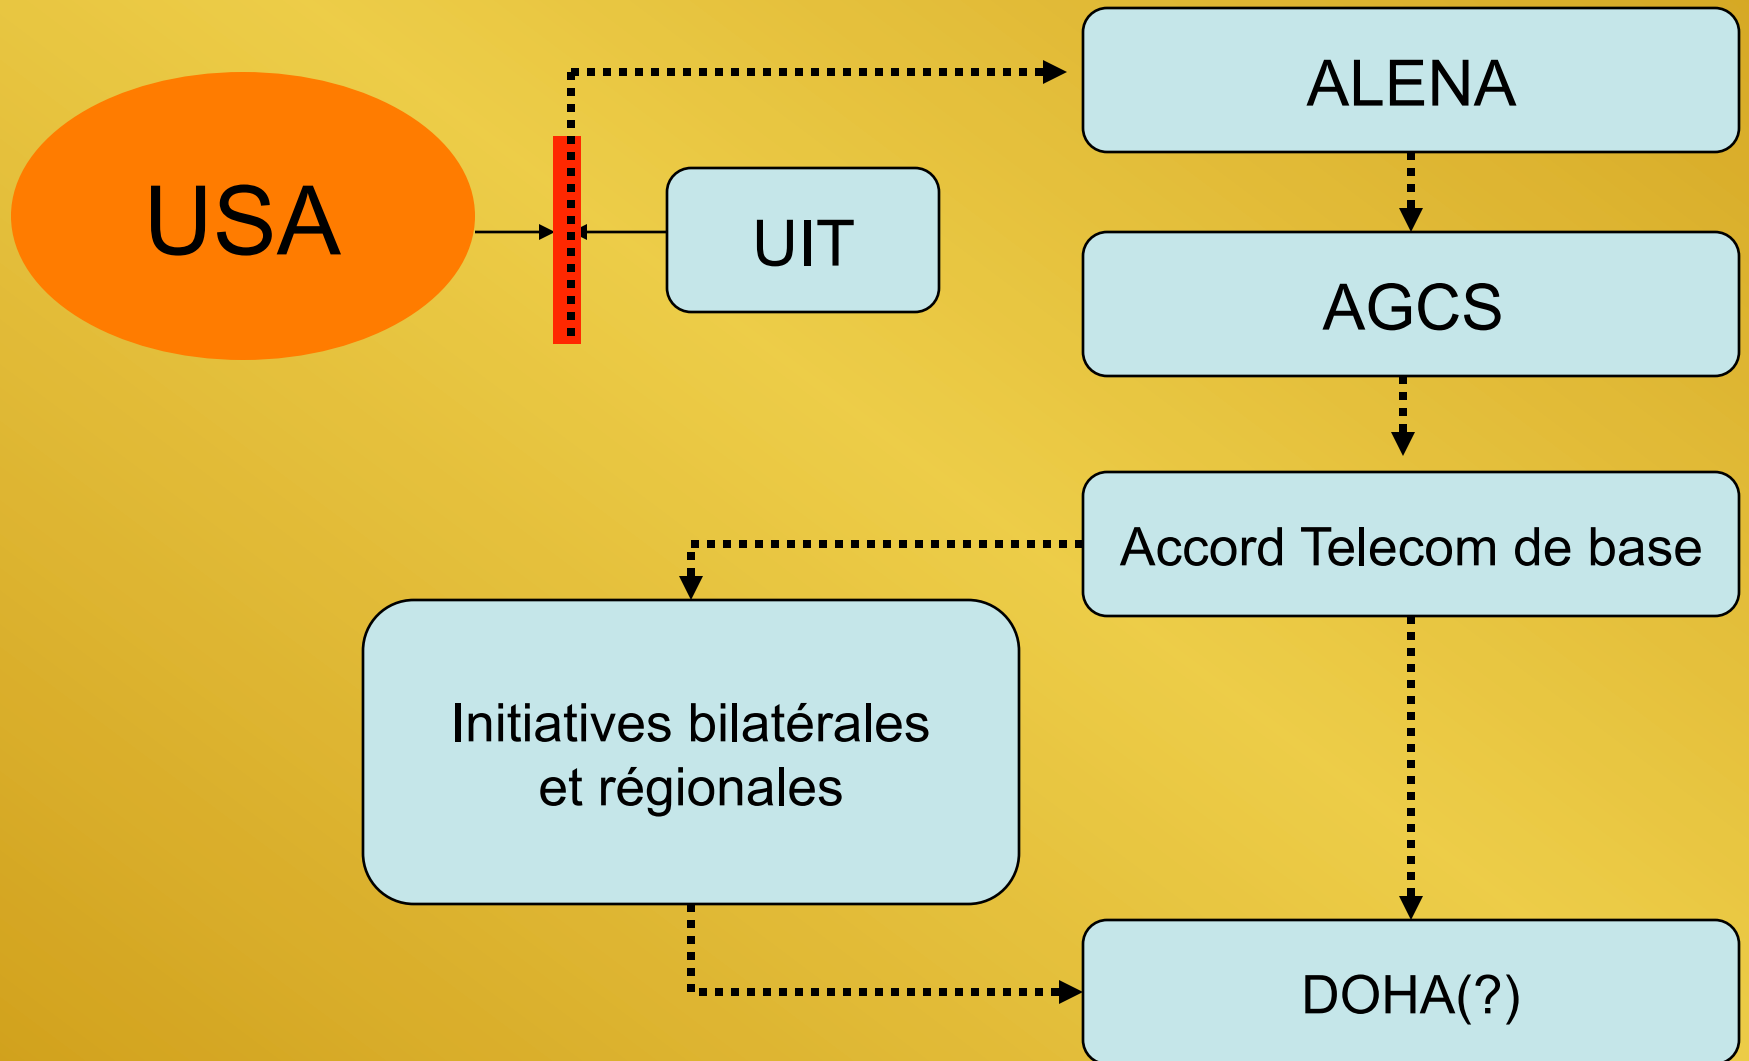 ALENA
USA
UIT
AGCS
Accord Telecom de base
Initiatives bilatérales
et régionales
DOHA(?)